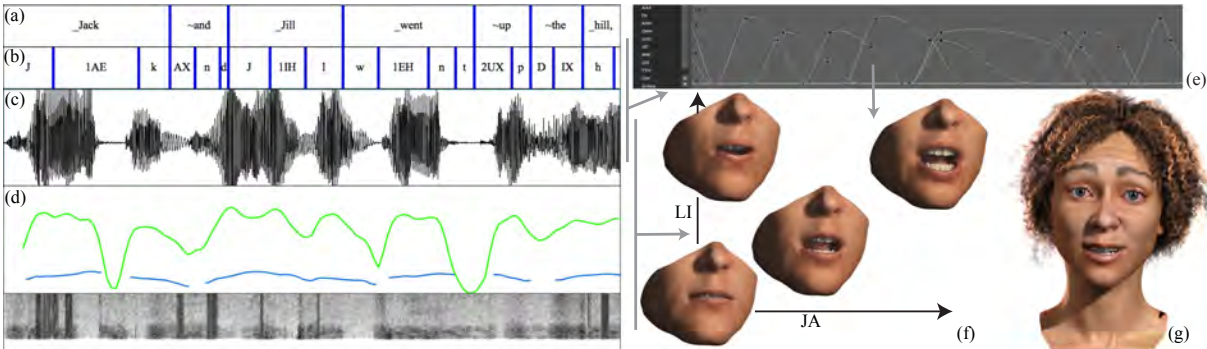 (a)
_Jack ~and _Jill _went ~up ~the _hill,
(b)
J 1AE k AX n d J 1IH l w 1EH n t 2UX p D IX h
(c)
(d)
(e)
LI
JA
(f)
(g)